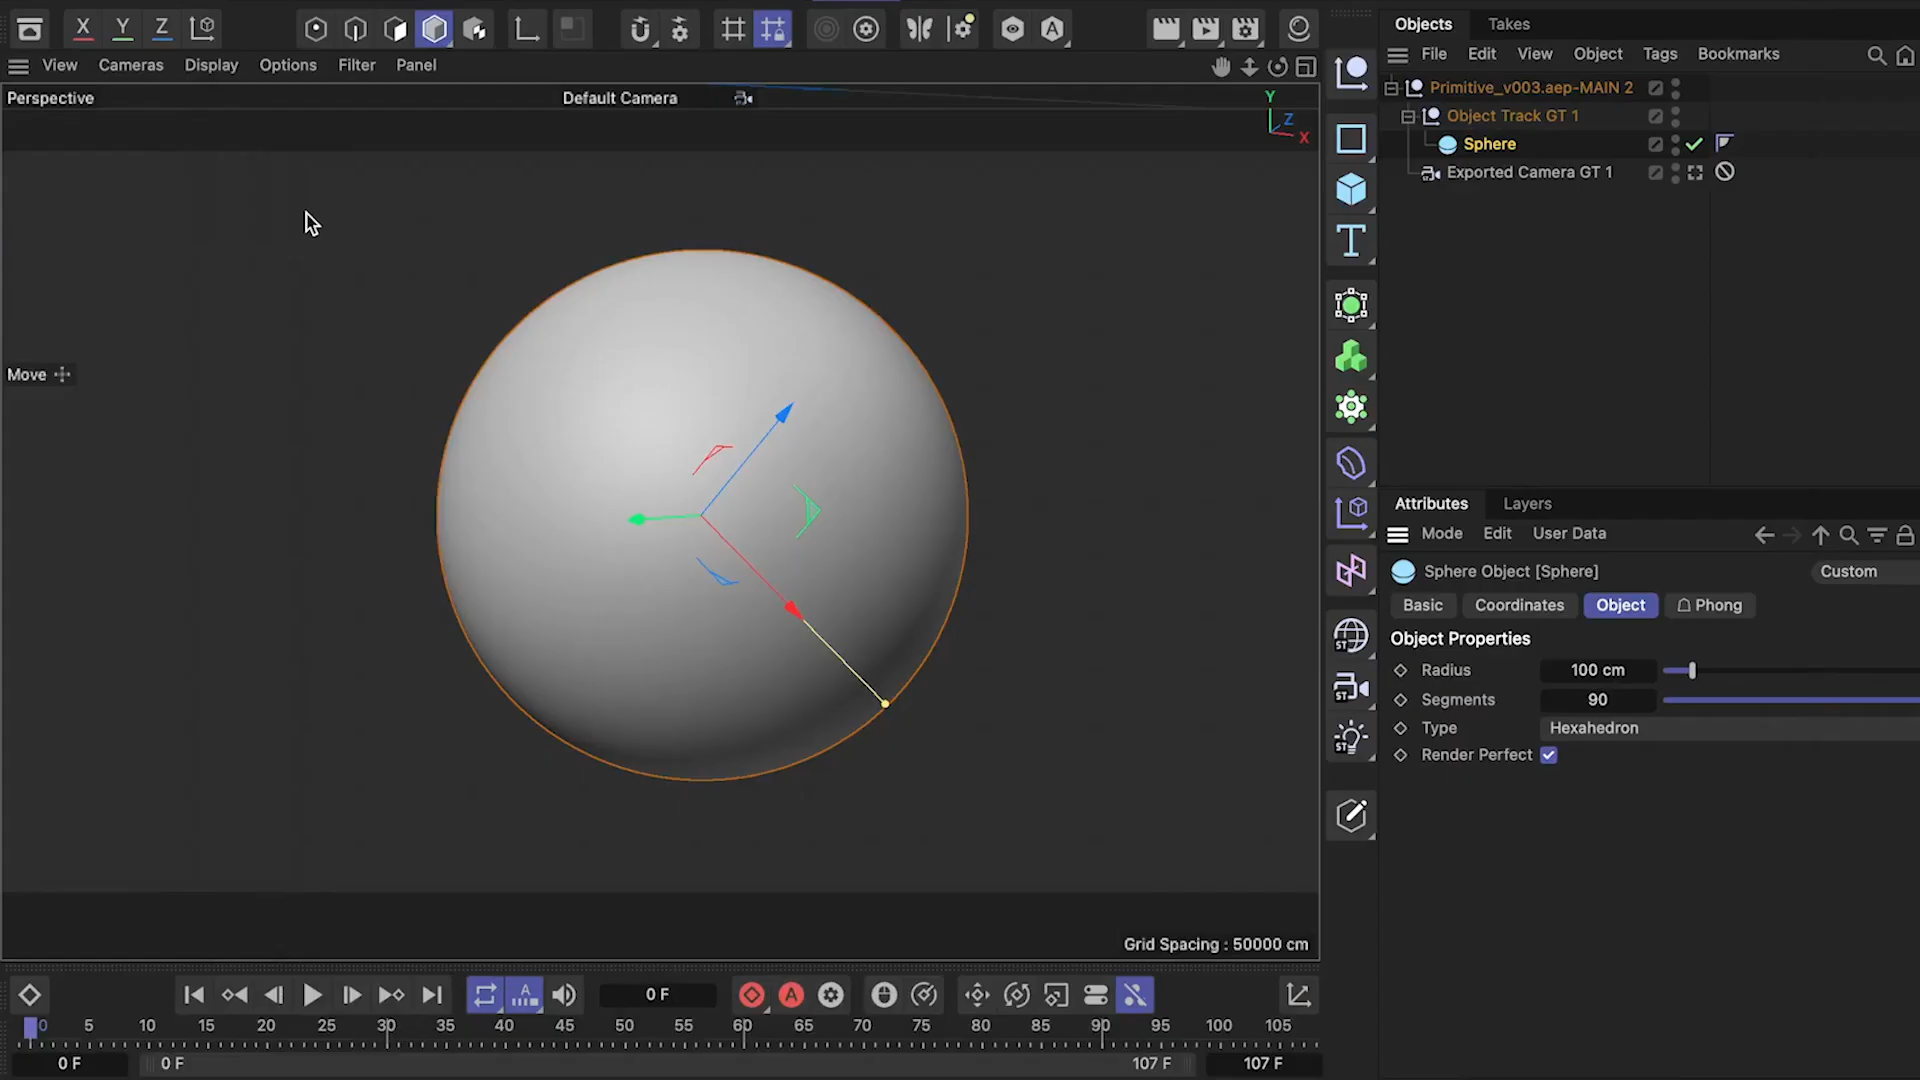 X Y Z
View Cameras Display Options Filter Panel
Perspective
Default Camera
Y
Z
X
Move
Grid Spacing : 50000 cm
Objects Takes
File Edit View Object Tags Bookmarks
Primitive_v003.aep-MAIN 2
Object Track GT 1
Sphere
Exported Camera GT 1
ST
ST
ST
Attributes Layers
Mode Edit User Data
Sphere Object [Sphere] Custom
Basic Coordinates Object Phong
Object Properties
Radius 100 cm
Segments 90
Type Hexahedron
Render Perfect
0 F
0 5 10 15 20 25 30 35 40 45 50 55 60 65 70 75 80 85 90 95 100 105
0 F 0 F 107 F 107 F